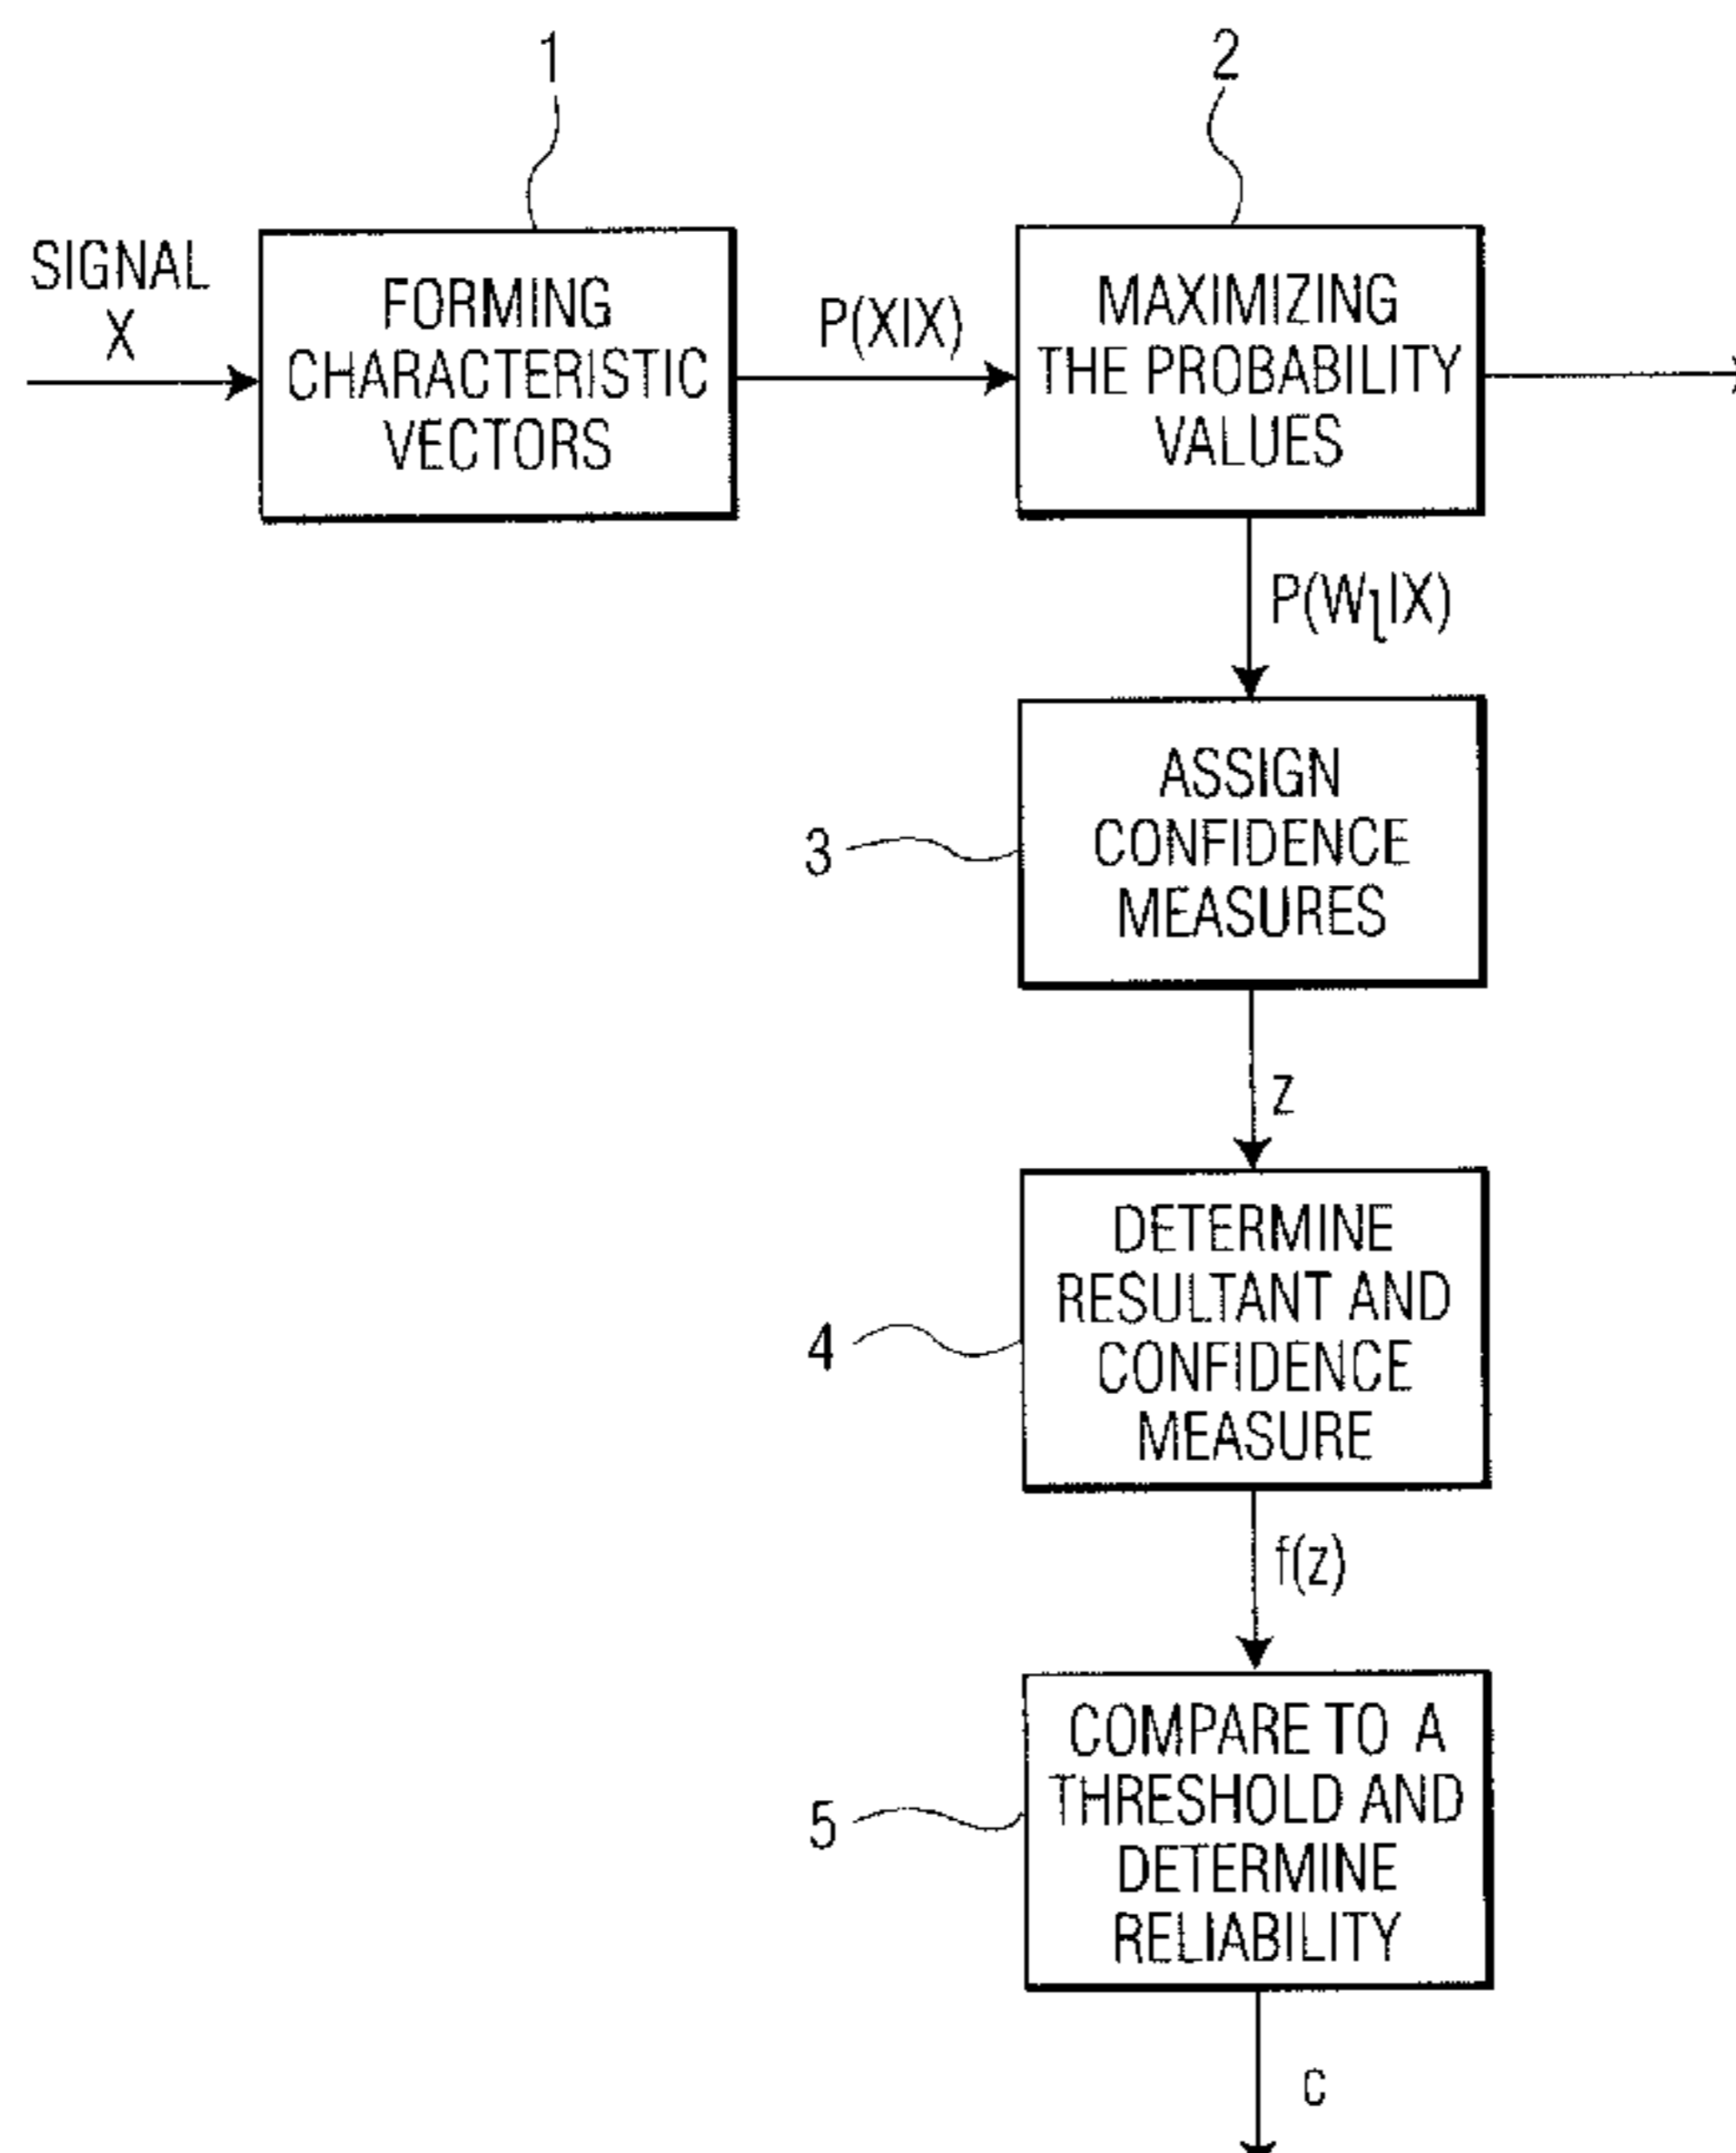 1
2
SIGNAL
X
FORMING
CHARACTERISTIC
VECTORS
P(XIX)
MAXIMIZING
THE PROBABILITY
VALUES
P(WlIX)
3
ASSIGN
CONFIDENCE
MEASURES
z
4
DETERMINE
RESULTANT AND
CONFIDENCE
MEASURE
f(z)
5
COMPARE TO A
THRESHOLD AND
DETERMINE
RELIABILITY
c